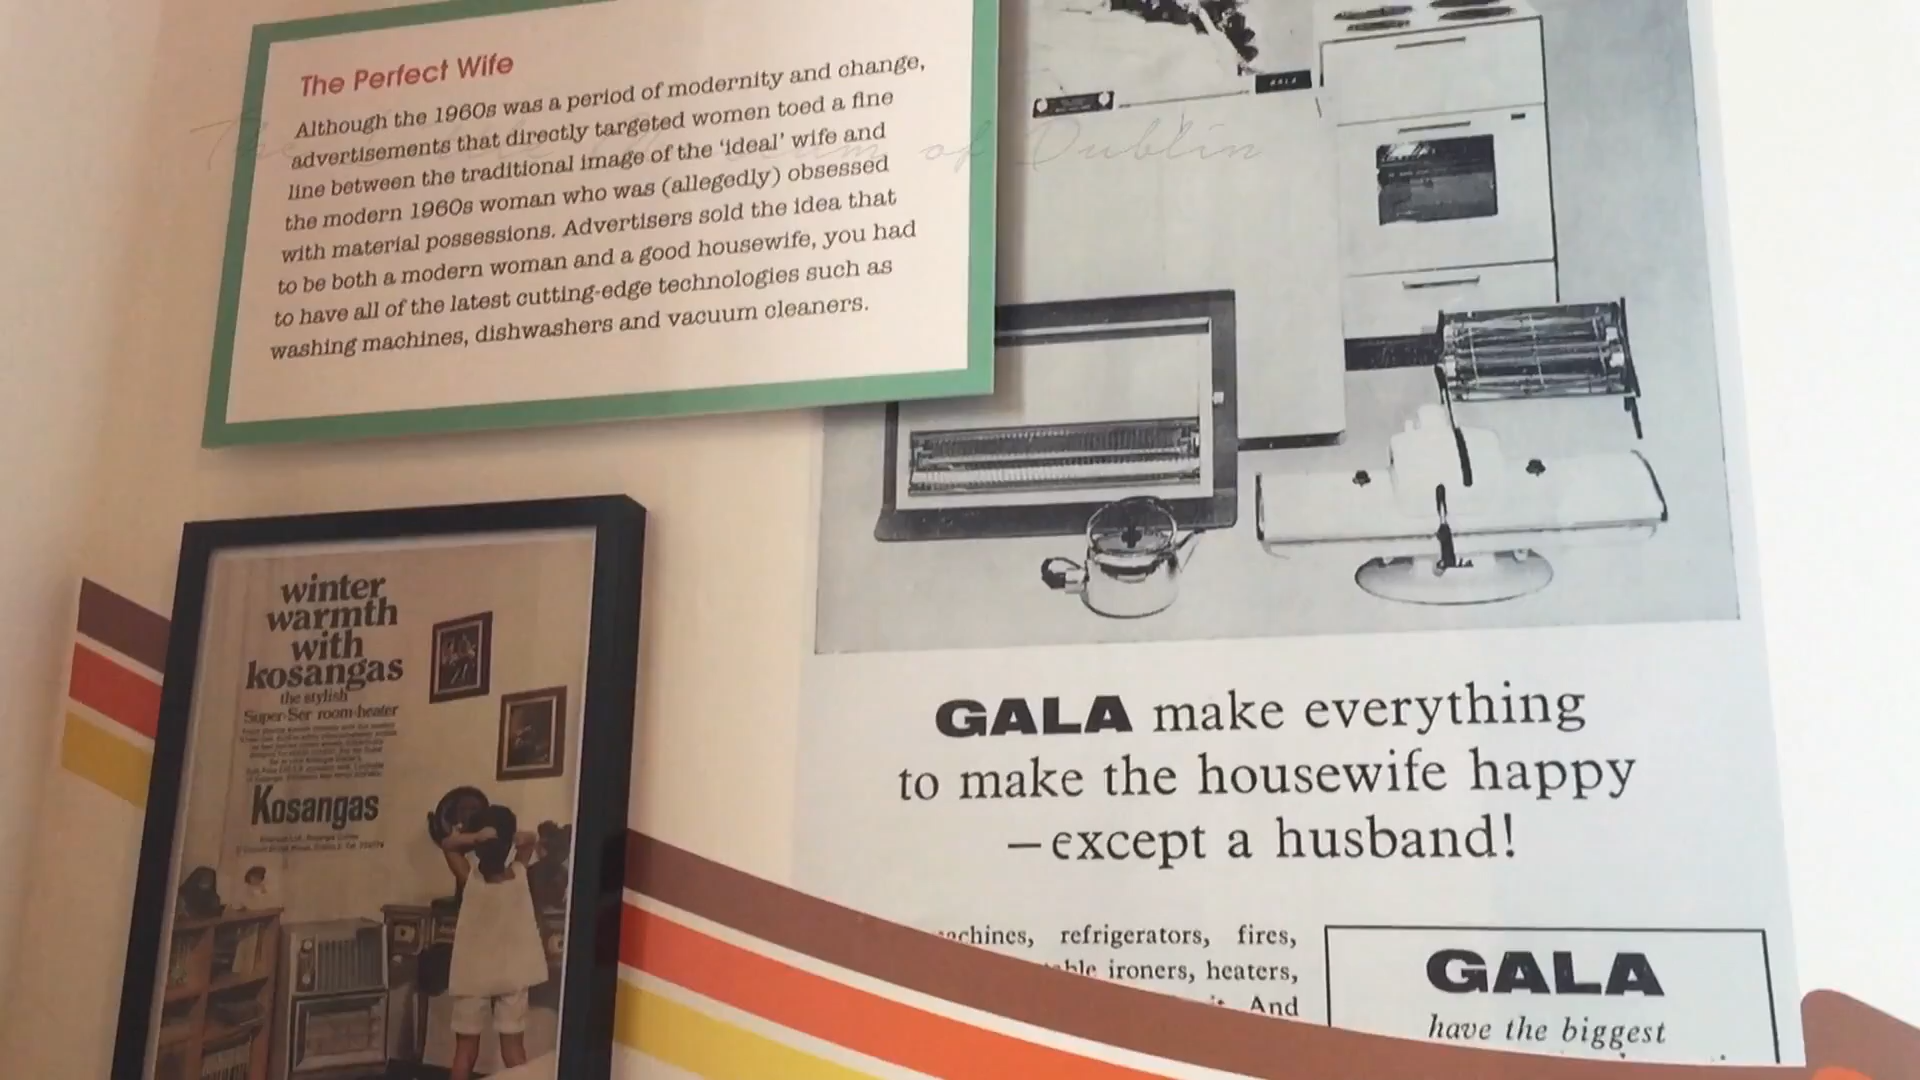 The Perfect Wife
Although the 1960s was a period of modernity and change,
advertisements that directly targeted women toed a fine
line between the traditional image of the 'ideal' wife and
the modern 1960s woman who was (allegedly) obsessed
with material possessions. Advertisers sold the idea that
to be both a modern woman and a good housewife, you had
to have all of the latest cutting-edge technologies such as
washing machines, dishwashers and vacuum cleaners.
The
of Dublin
GALA
winter
warmth
with
kosangas
the stylish
Super-Ser room-heater
Kosangas
GALA make everything
to make the housewife happy
—except a husband!
refrigerators, fires,
ironers, heaters,
And
GALA
have the biggest